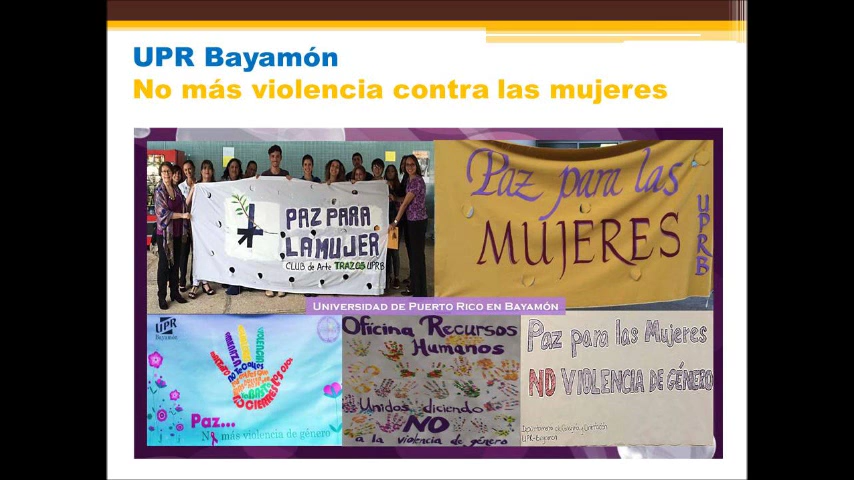 UPR Bayamón
No más violencia contra las mujeres
PAZ PARA
LA MUJER
CLUB de Arte TRAZOS UPRB
Paz para las
MUJERES
UPRB
UNIVERSIDAD DE PUERTO RICO EN BAYAMÓN
UPR
Bayamón
Paz...
No más violencia de género
Oficina Recursos
Humanos
Unidos diciendo
NO
a la violencia de género
Paz para las Mujeres
NO VIOLENCIA DE GÉNERO
UPR-Bayamón